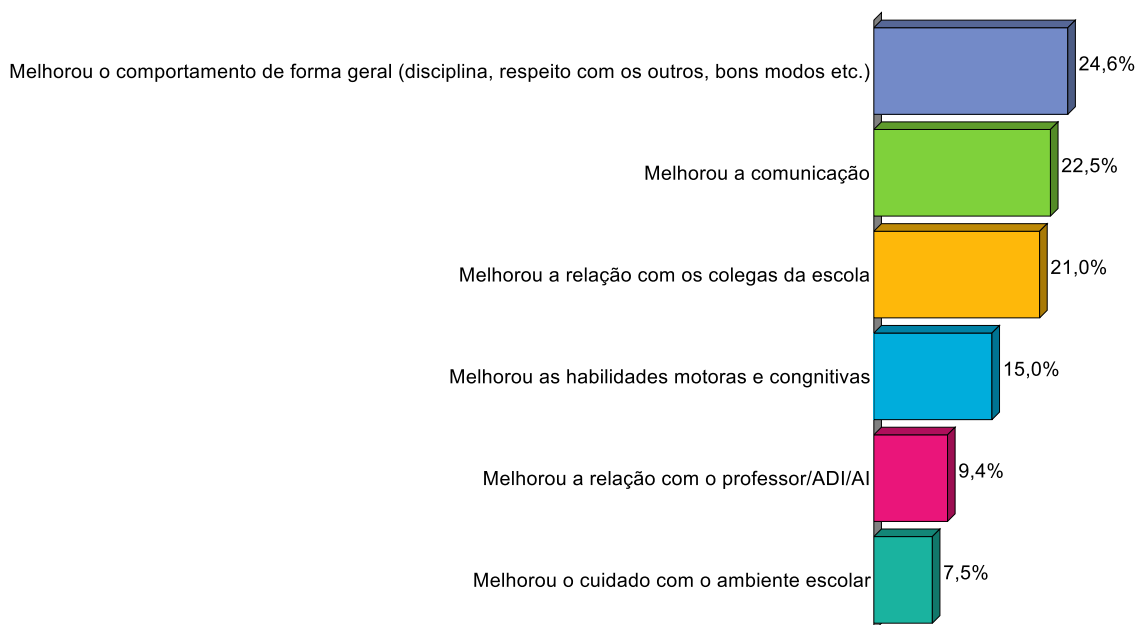 Melhorou o comportamento de forma geral (disciplina, respeito com os outros, bons modos etc.) 24,6%
Melhorou a comunicação 22,5%
Melhorou a relação com os colegas da escola 21,0%
Melhorou as habilidades motoras e congnitivas 15,0%
Melhorou a relação com o professor/ADI/AI 9,4%
Melhorou o cuidado com o ambiente escolar 7,5%